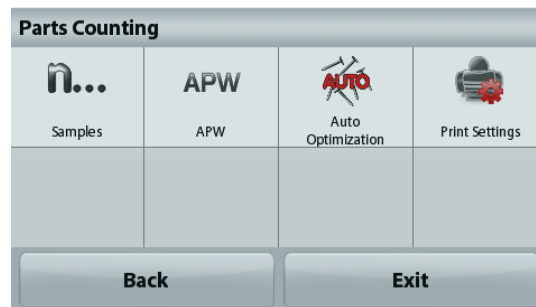 Parts Counting
n...
APW
AUTO
Samples
APW
Auto
Optimization
Print Settings
Back
Exit